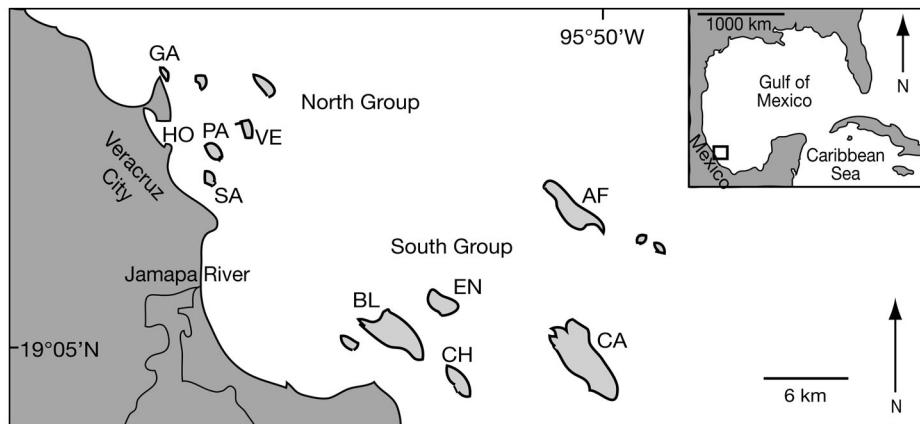 GA
95°50'W
North Group
HO
PA
VE
Veracruz
City
SA
AF
South Group
Jamapa River
EN
BL
19°05'N
CH
CA
6 km
N
1000 km
N
Gulf of
Mexico
Mexico
Caribbean
Sea